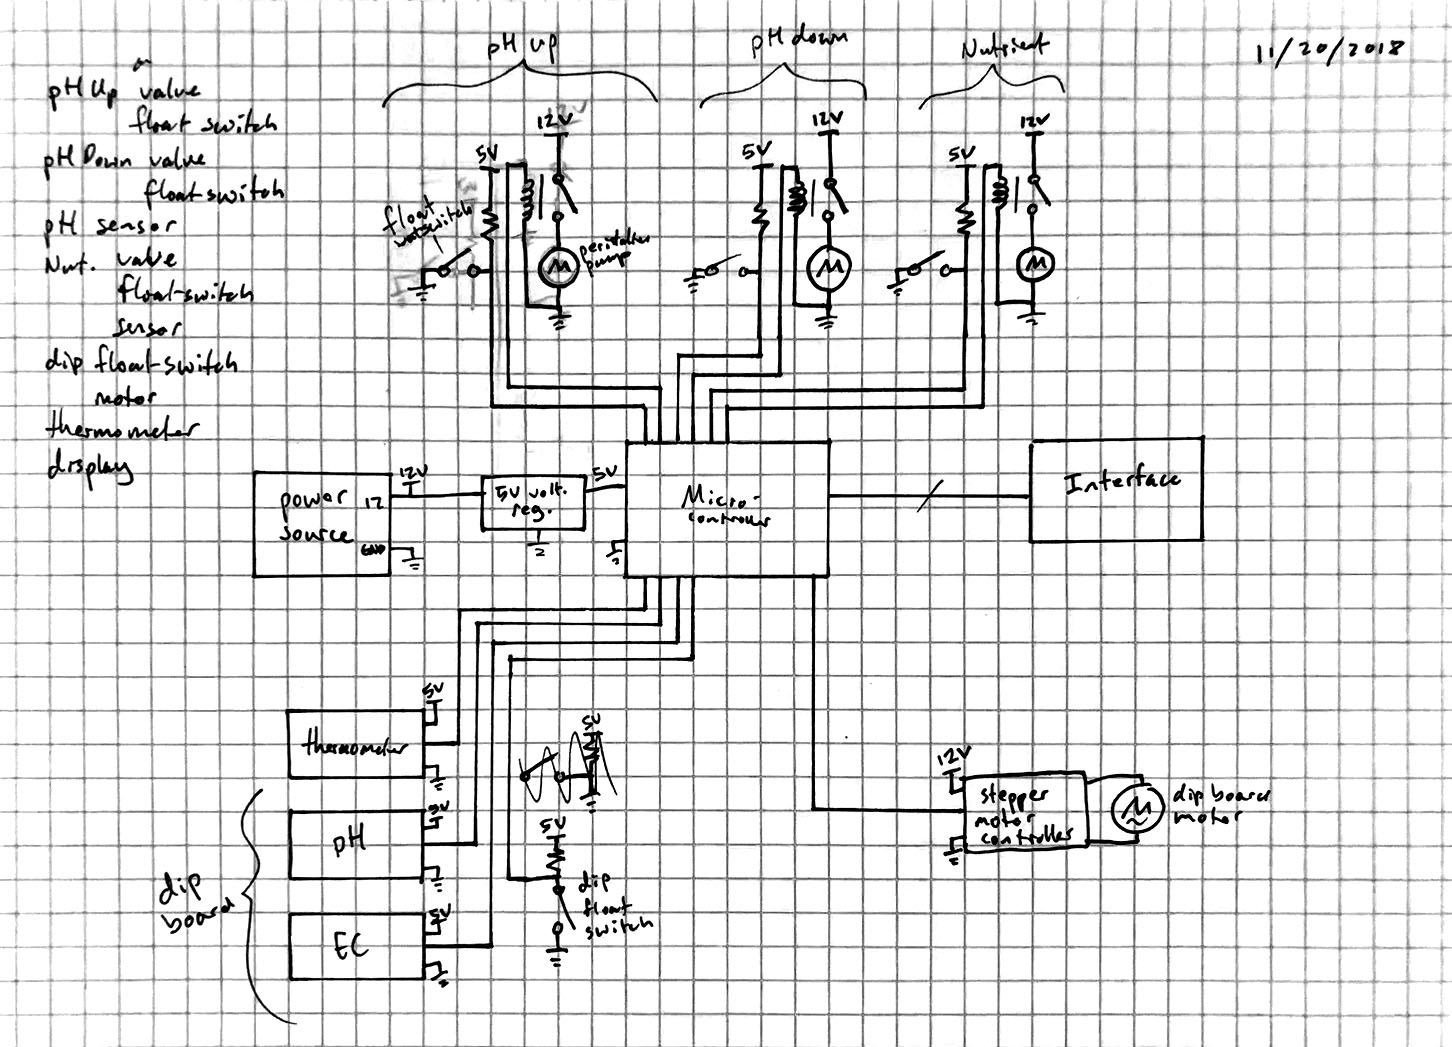 11/20/2018
pH up
pH down
Nutrient
pH Up valve
float switch
pH Down valve
float switch
pH sensor
Nut. valve
float switch
sensor
dip float switch
motor
thermometer
display
12V
5V
float
switch
M
peristaltic
pump
12V
5V
M
12V
5V
M
power
source
12
GND
12V
5V volt.
reg.
5V
Micro-
controller
Interface
5V
thermometer
5V
pH
5V
EC
dip
board
5V
5V
dip
float
switch
12V
stepper
motor
controller
M
dip board
motor